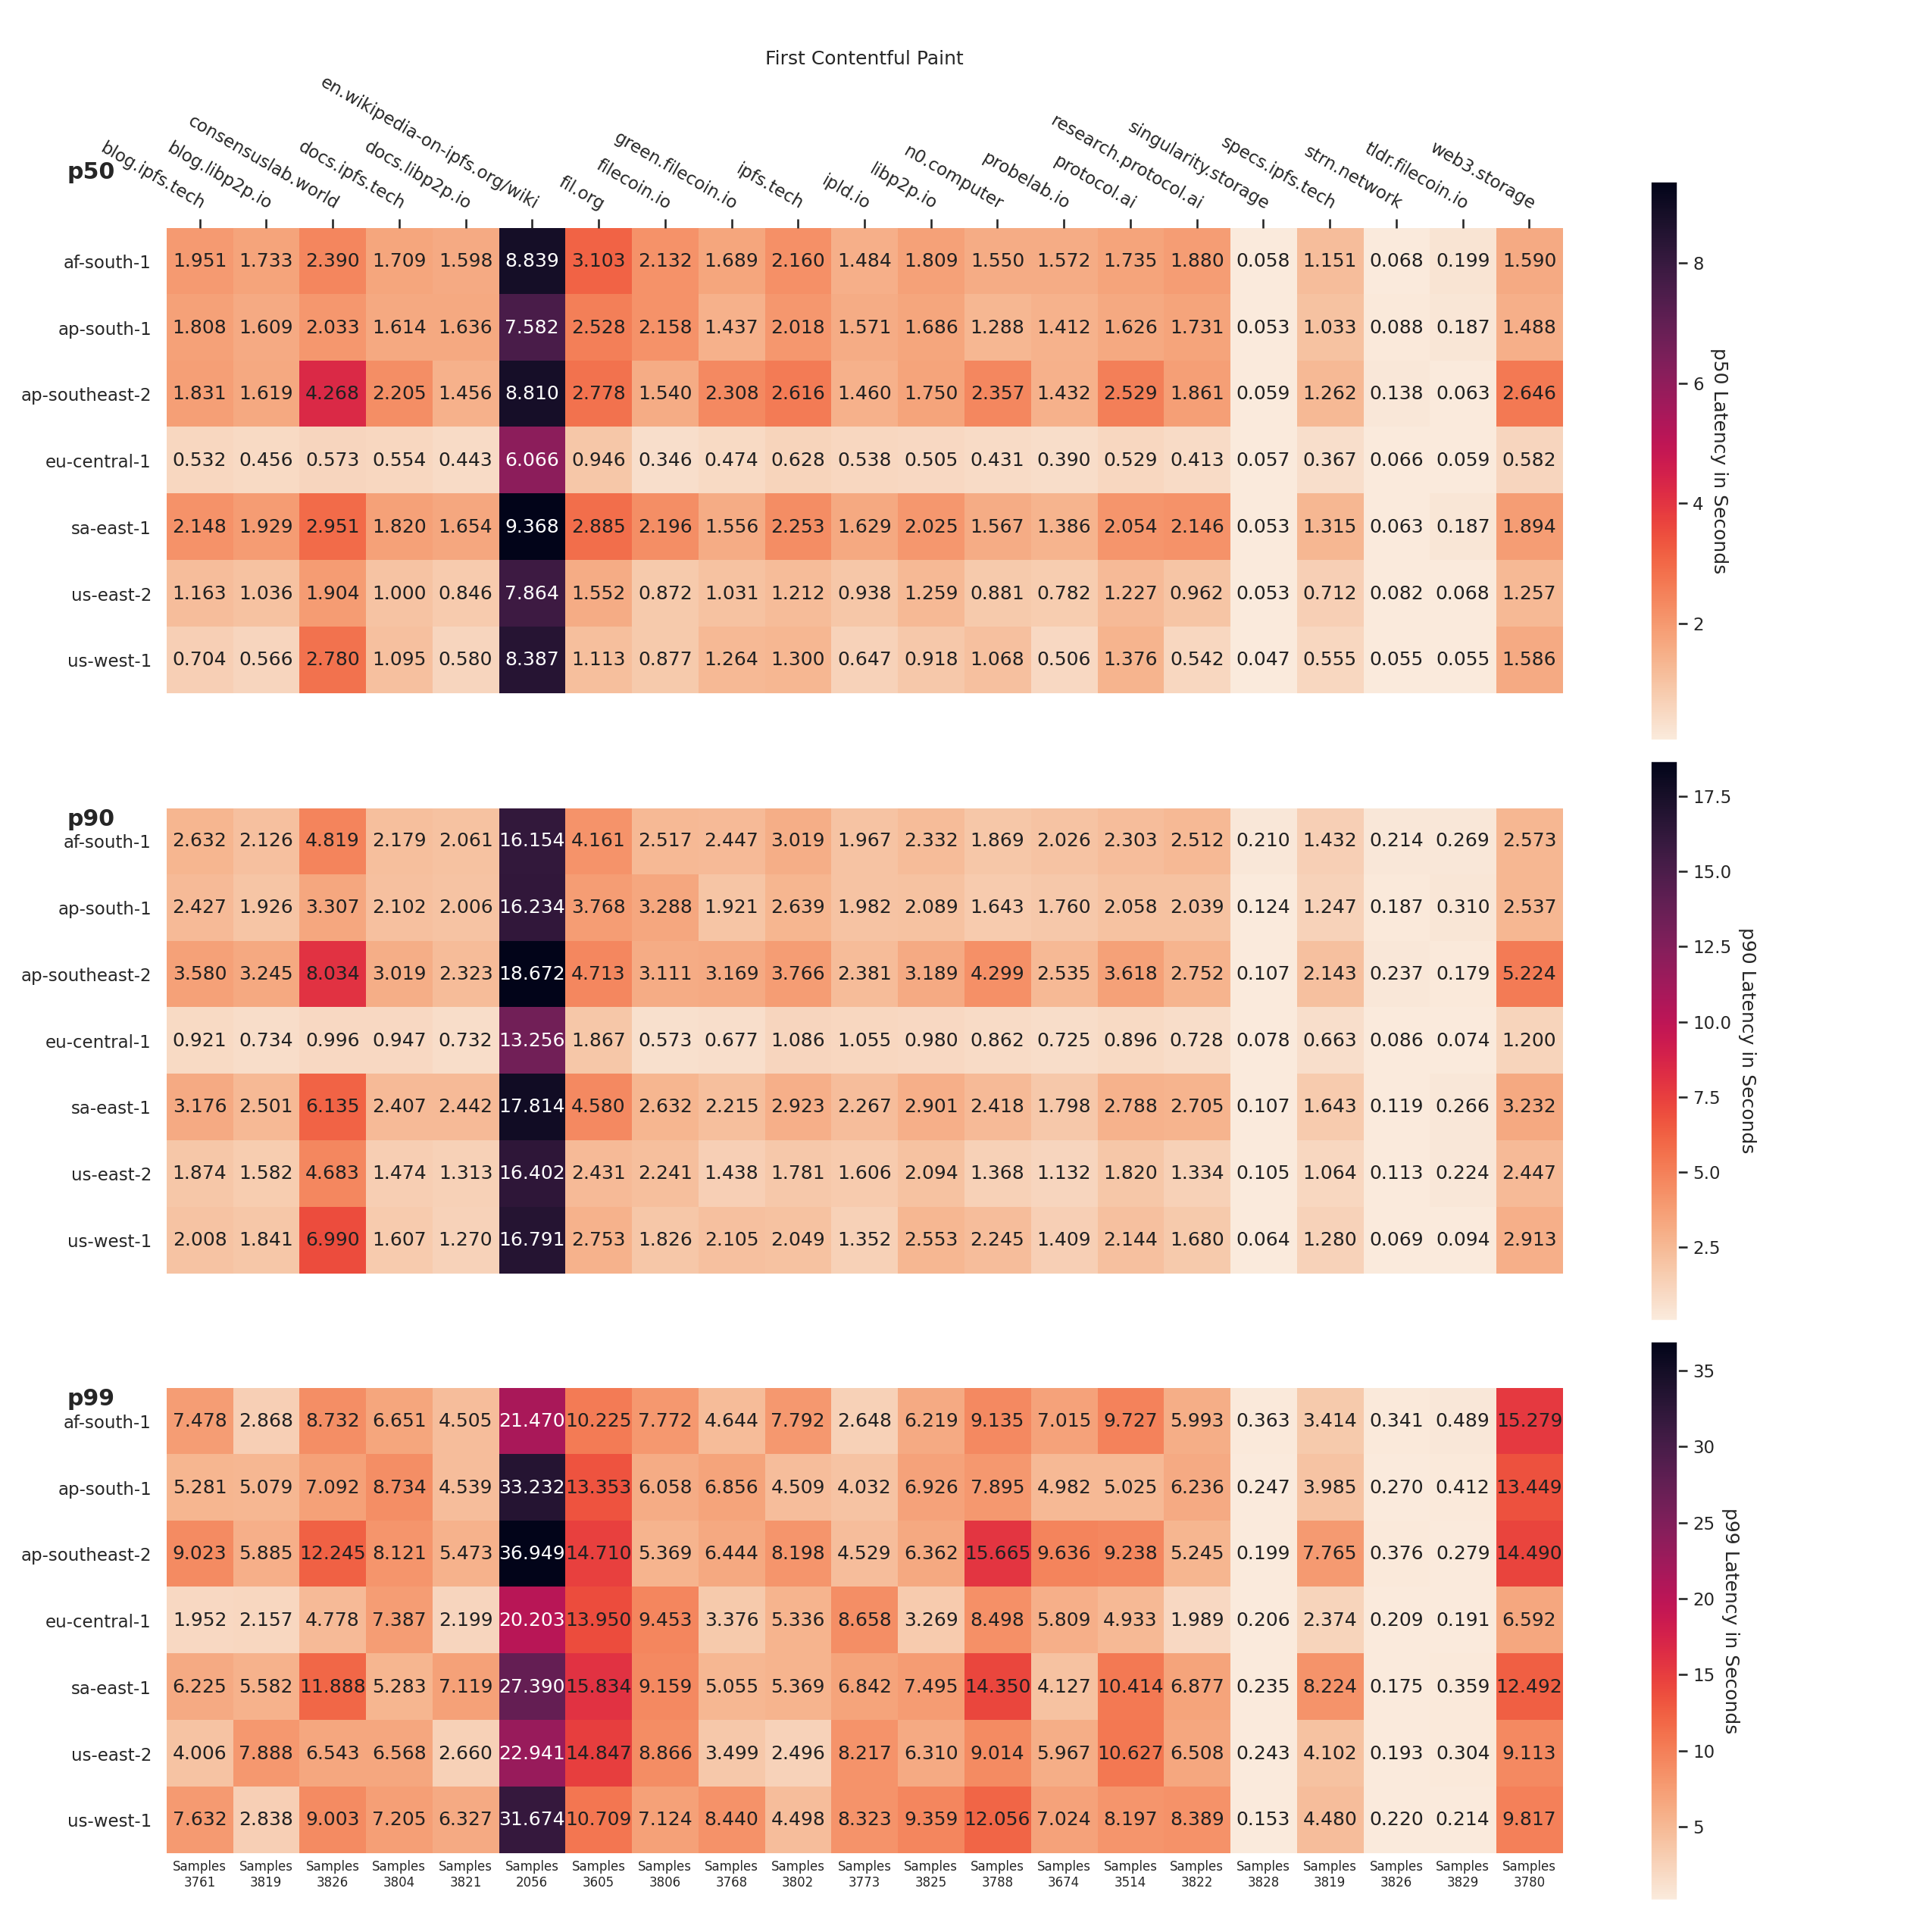 First Contentful Paint
p50
blog.ipfs.tech
blog.libp2p.io
consensuslab.world
docs.ipfs.tech
docs.libp2p.io
en.wikipedia-on-ipfs.org/wiki
fil.org
filecoin.io
green.filecoin.io
ipfs.tech
ipld.io
libp2p.io
n0.computer
probelab.io
protocol.ai
research.protocol.ai
singularity.storage
specs.ipfs.tech
strn.network
tldr.filecoin.io
web3.storage
af-south-1 1.951 1.733 2.390 1.709 1.598 8.839 3.103 2.132 1.689 2.160 1.484 1.809 1.550 1.572 1.735 1.880 0.058 1.151 0.068 0.199 1.590
ap-south-1 1.808 1.609 2.033 1.614 1.636 7.582 2.528 2.158 1.437 2.018 1.571 1.686 1.288 1.412 1.626 1.731 0.053 1.033 0.088 0.187 1.488
ap-southeast-2 1.831 1.619 4.268 2.205 1.456 8.810 2.778 1.540 2.308 2.616 1.460 1.750 2.357 1.432 2.529 1.861 0.059 1.262 0.138 0.063 2.646
eu-central-1 0.532 0.456 0.573 0.554 0.443 6.066 0.946 0.346 0.474 0.628 0.538 0.505 0.431 0.390 0.529 0.413 0.057 0.367 0.066 0.059 0.582
sa-east-1 2.148 1.929 2.951 1.820 1.654 9.368 2.885 2.196 1.556 2.253 1.629 2.025 1.567 1.386 2.054 2.146 0.053 1.315 0.063 0.187 1.894
us-east-2 1.163 1.036 1.904 1.000 0.846 7.864 1.552 0.872 1.031 1.212 0.938 1.259 0.881 0.782 1.227 0.962 0.053 0.712 0.082 0.068 1.257
us-west-1 0.704 0.566 2.780 1.095 0.580 8.387 1.113 0.877 1.264 1.300 0.647 0.918 1.068 0.506 1.376 0.542 0.047 0.555 0.055 0.055 1.586
8
6
4
2
p50 Latency in Seconds
p90
af-south-1 2.632 2.126 4.819 2.179 2.061 16.154 4.161 2.517 2.447 3.019 1.967 2.332 1.869 2.026 2.303 2.512 0.210 1.432 0.214 0.269 2.573
ap-south-1 2.427 1.926 3.307 2.102 2.006 16.234 3.768 3.288 1.921 2.639 1.982 2.089 1.643 1.760 2.058 2.039 0.124 1.247 0.187 0.310 2.537
ap-southeast-2 3.580 3.245 8.034 3.019 2.323 18.672 4.713 3.111 3.169 3.766 2.381 3.189 4.299 2.535 3.618 2.752 0.107 2.143 0.237 0.179 5.224
eu-central-1 0.921 0.734 0.996 0.947 0.732 13.256 1.867 0.573 0.677 1.086 1.055 0.980 0.862 0.725 0.896 0.728 0.078 0.663 0.086 0.074 1.200
sa-east-1 3.176 2.501 6.135 2.407 2.442 17.814 4.580 2.632 2.215 2.923 2.267 2.901 2.418 1.798 2.788 2.705 0.107 1.643 0.119 0.266 3.232
us-east-2 1.874 1.582 4.683 1.474 1.313 16.402 2.431 2.241 1.438 1.781 1.606 2.094 1.368 1.132 1.820 1.334 0.105 1.064 0.113 0.224 2.447
us-west-1 2.008 1.841 6.990 1.607 1.270 16.791 2.753 1.826 2.105 2.049 1.352 2.553 2.245 1.409 2.144 1.680 0.064 1.280 0.069 0.094 2.913
17.5
15.0
12.5
10.0
7.5
5.0
2.5
p90 Latency in Seconds
p99
af-south-1 7.478 2.868 8.732 6.651 4.505 21.470 10.225 7.772 4.644 7.792 2.648 6.219 9.135 7.015 9.727 5.993 0.363 3.414 0.341 0.489 15.279
ap-south-1 5.281 5.079 7.092 8.734 4.539 33.232 13.353 6.058 6.856 4.509 4.032 6.926 7.895 4.982 5.025 6.236 0.247 3.985 0.270 0.412 13.449
ap-southeast-2 9.023 5.885 12.245 8.121 5.473 36.949 14.710 5.369 6.444 8.198 4.529 6.362 15.665 9.636 9.238 5.245 0.199 7.765 0.376 0.279 14.490
eu-central-1 1.952 2.157 4.778 7.387 2.199 20.203 13.950 9.453 3.376 5.336 8.658 3.269 8.498 5.809 4.933 1.989 0.206 2.374 0.209 0.191 6.592
sa-east-1 6.225 5.582 11.888 5.283 7.119 27.390 15.834 9.159 5.055 5.369 6.842 7.495 14.350 4.127 10.414 6.877 0.235 8.224 0.175 0.359 12.492
us-east-2 4.006 7.888 6.543 6.568 2.660 22.941 14.847 8.866 3.499 2.496 8.217 6.310 9.014 5.967 10.627 6.508 0.243 4.102 0.193 0.304 9.113
us-west-1 7.632 2.838 9.003 7.205 6.327 31.674 10.709 7.124 8.440 4.498 8.323 9.359 12.056 7.024 8.197 8.389 0.153 4.480 0.220 0.214 9.817
Samples Samples Samples Samples Samples Samples Samples Samples Samples Samples Samples Samples Samples Samples Samples Samples Samples Samples Samples Samples Samples
3761 3819 3826 3804 3821 2056 3605 3806 3768 3802 3773 3825 3788 3674 3514 3822 3828 3819 3826 3829 3780
35
30
25
20
15
10
5
p99 Latency in Seconds